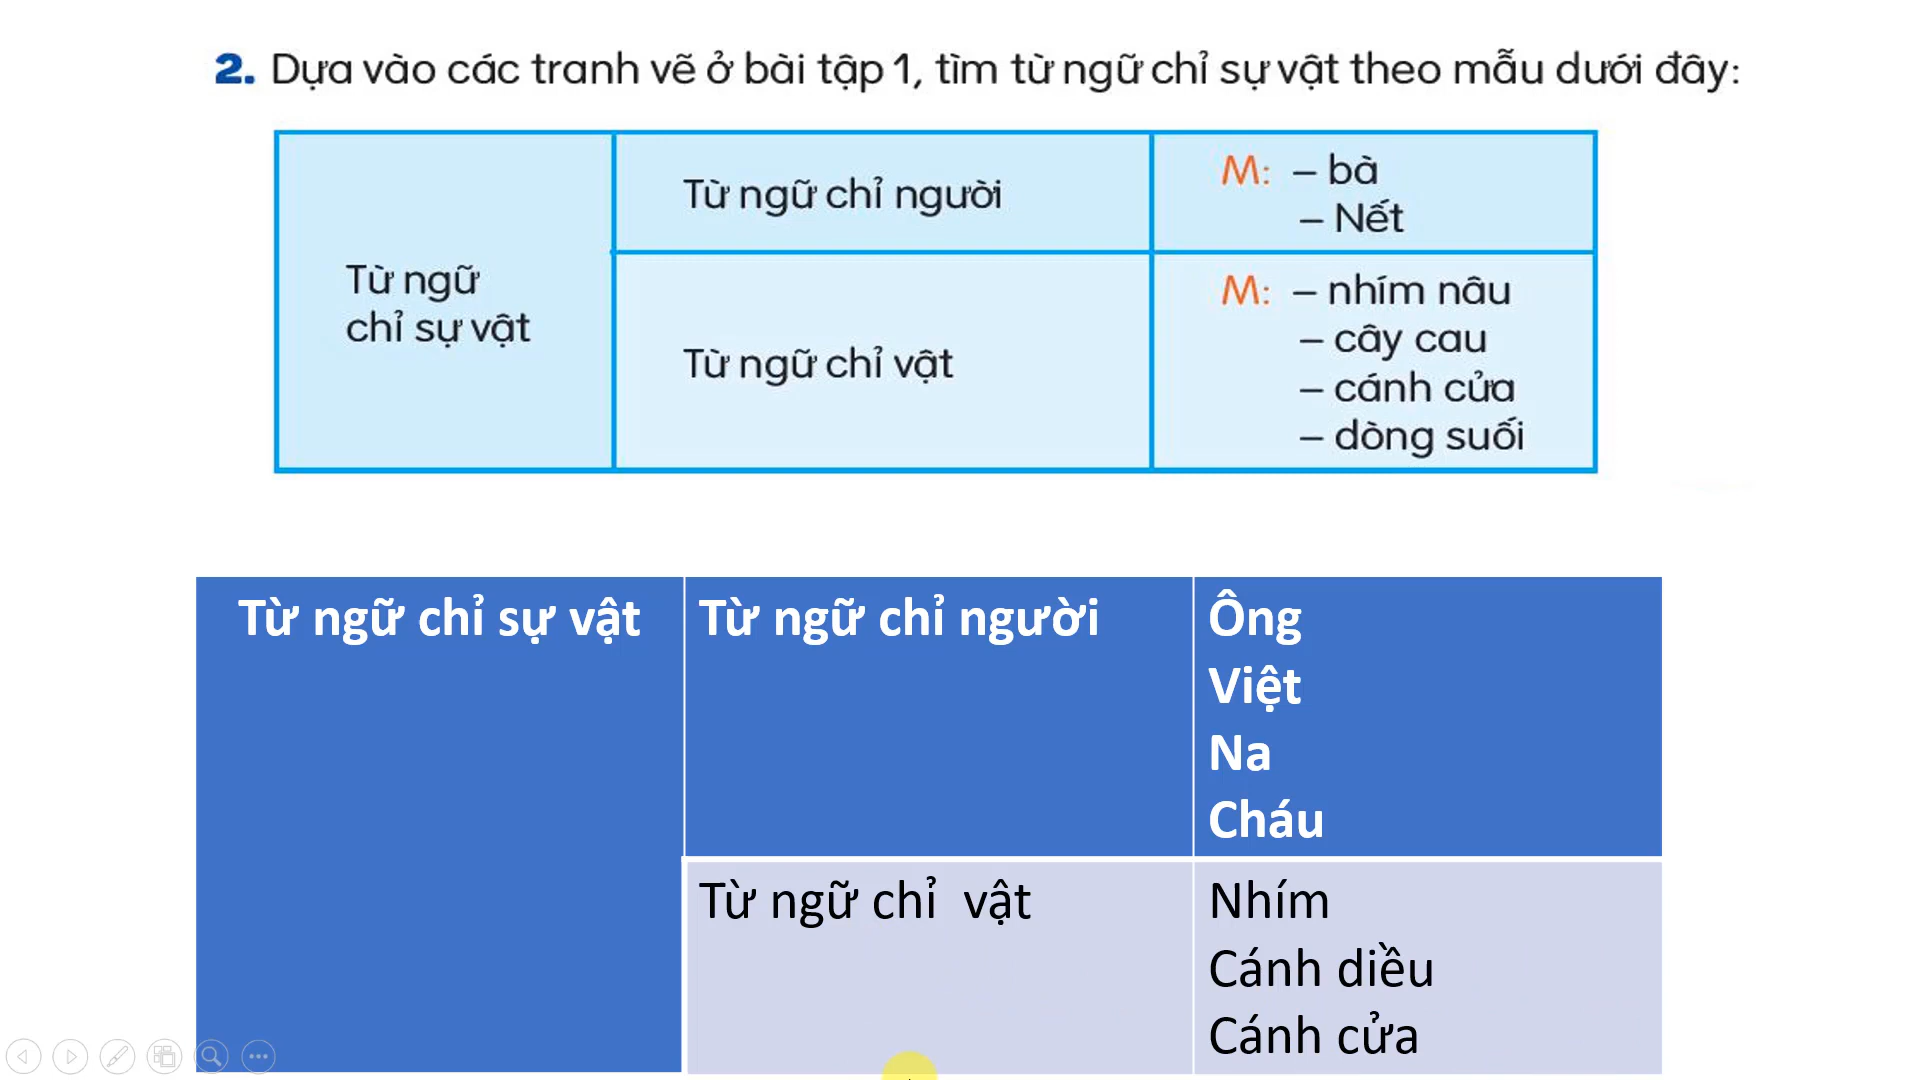 2. Dựa vào các tranh vẽ ở bài tập 1, tìm từ ngữ chỉ sự vật theo mẫu dưới đây:
Từ ngữ
chỉ sự vật
Từ ngữ chỉ người
M: – bà
– Nết
Từ ngữ chỉ vật
M: – nhím nâu
– cây cau
– cánh cửa
– dòng suối
Từ ngữ chỉ sự vật
Từ ngữ chỉ người
Ông
Việt
Na
Cháu
Từ ngữ chỉ  vật
Nhím
Cánh diều
Cánh cửa